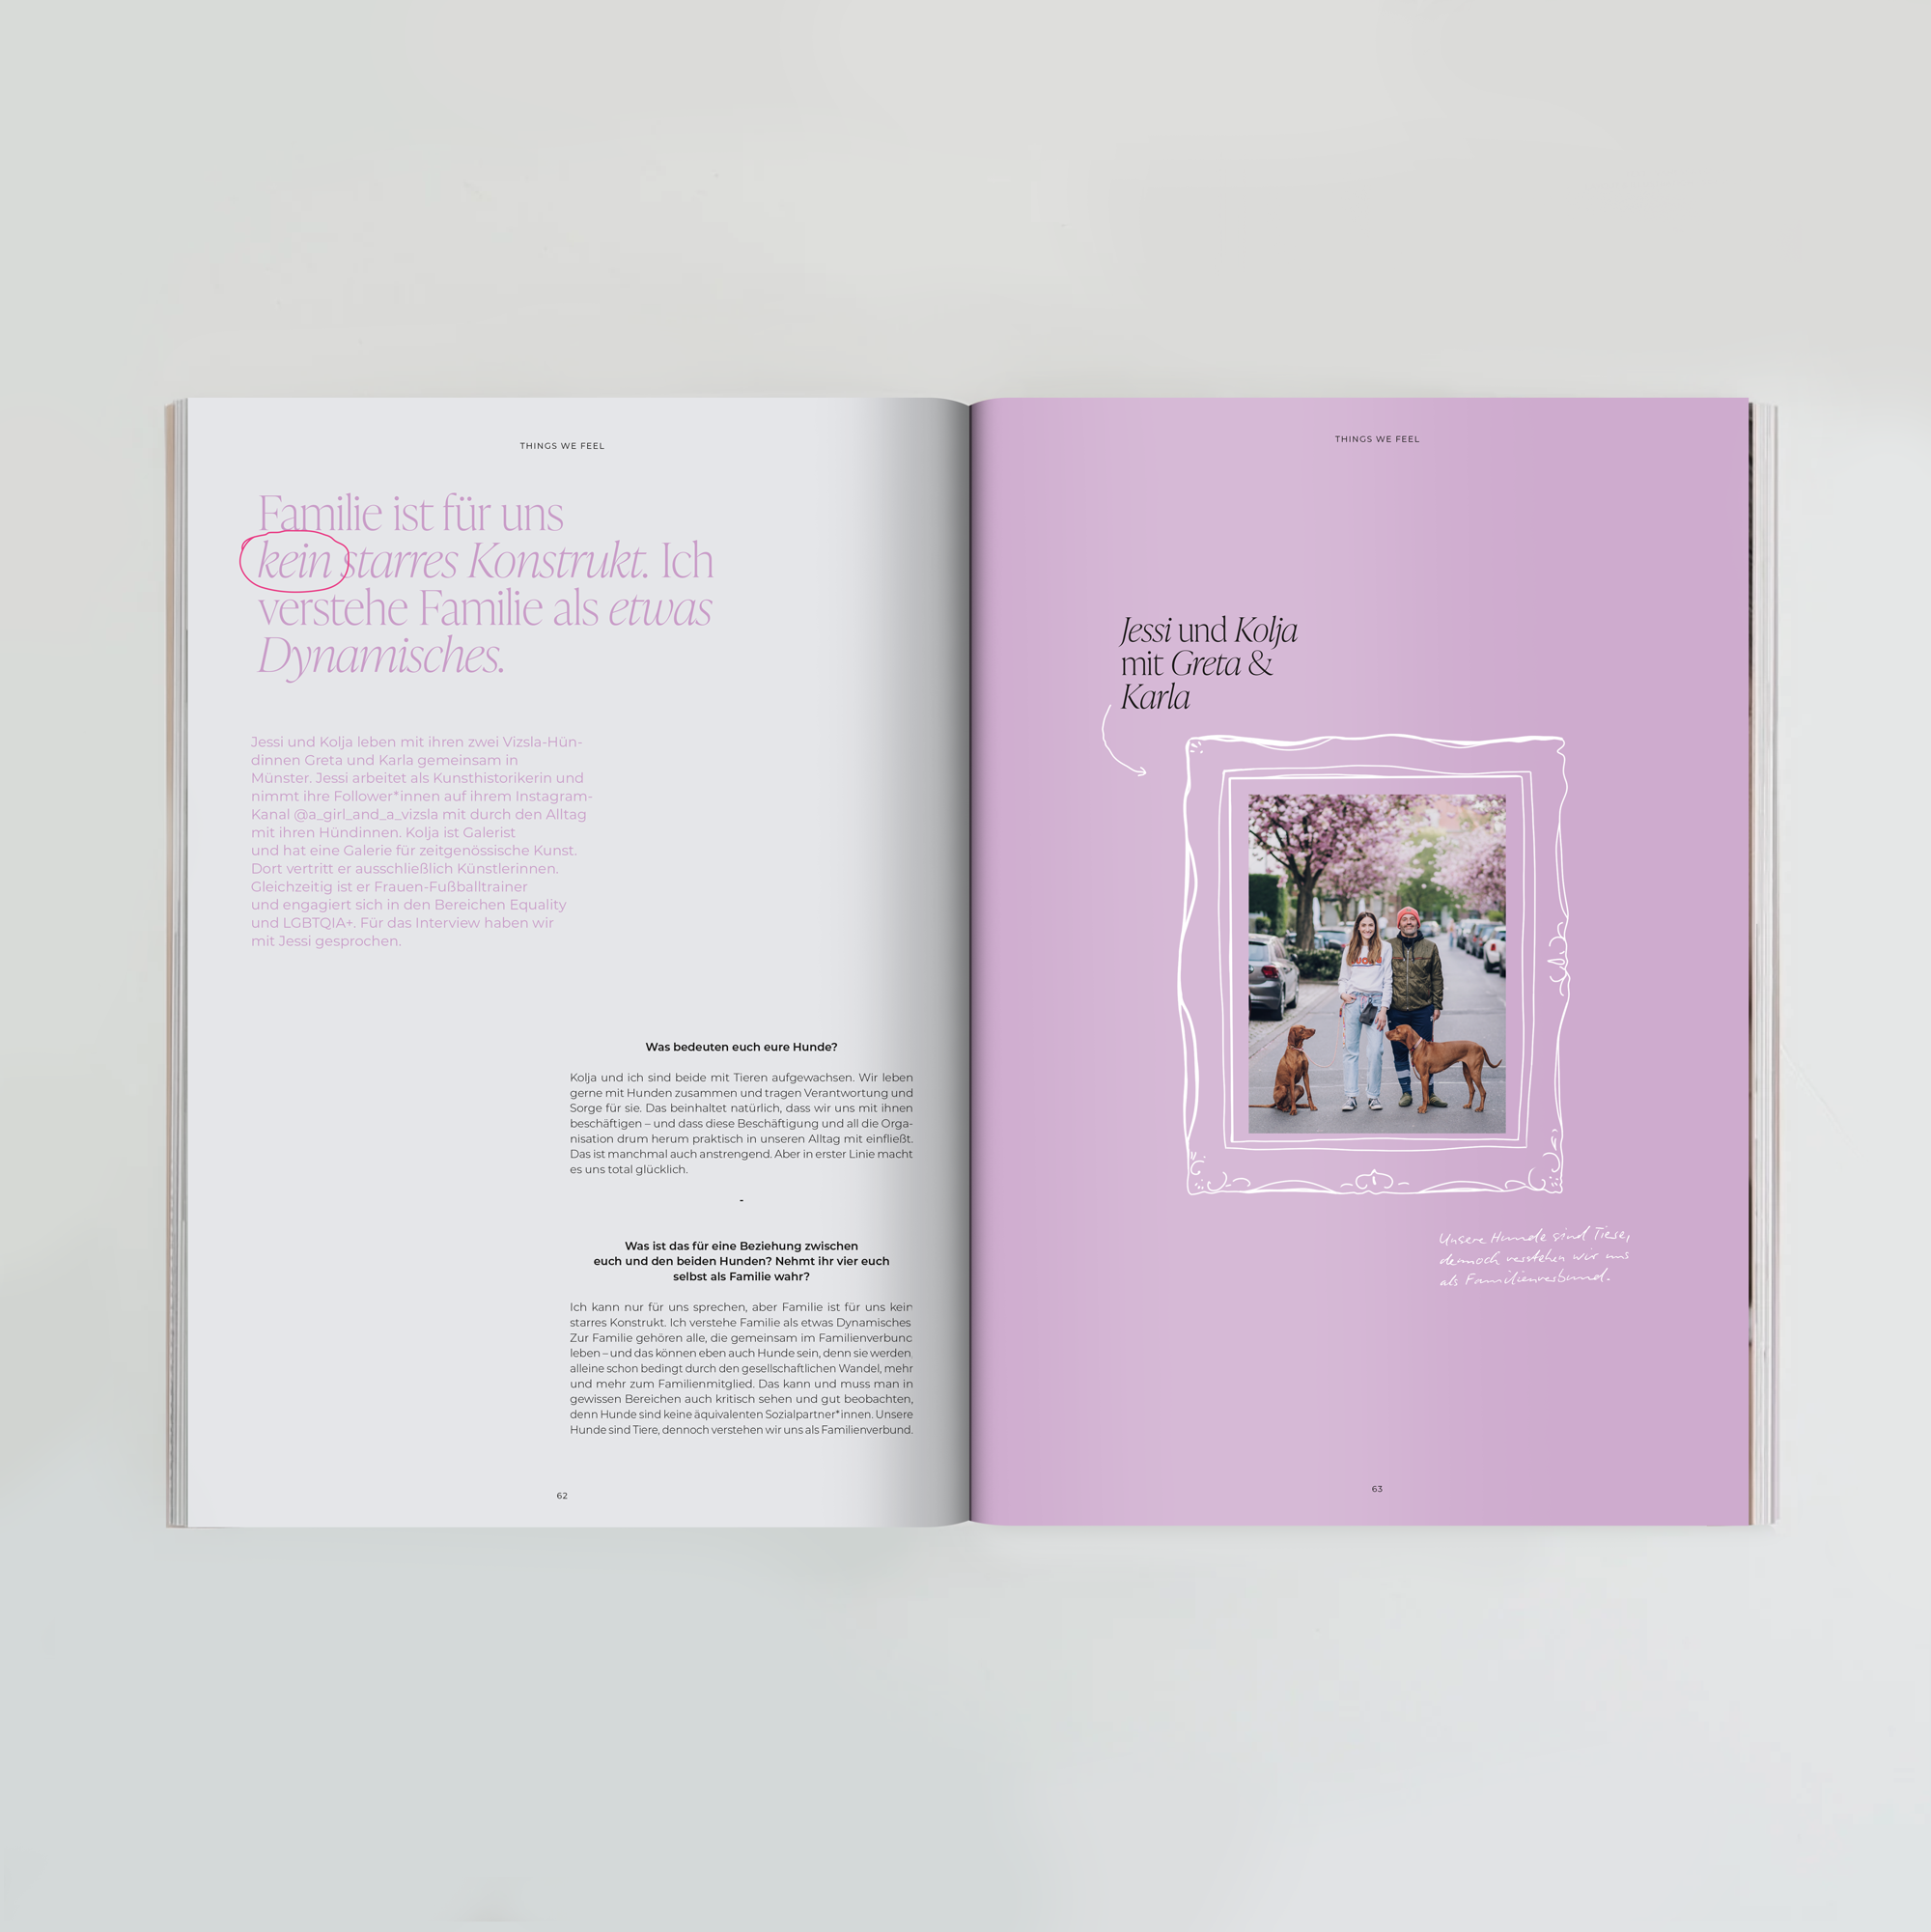 THINGS WE FEEL
Familie ist für uns
kein starres Konstrukt. Ich
verstehe Familie als etwas
Dynamisches.
Jessi und Kolja leben mit ihren zwei Vizsla-Hün-
dinnen Greta und Karla gemeinsam in
Münster. Jessi arbeitet als Kunsthistorikerin und
nimmt ihre Follower*innen auf ihrem Instagram-
Kanal @a_girl_and_a_vizsla mit durch den Alltag
mit ihren Hündinnen. Kolja ist Galerist
und hat eine Galerie für zeitgenössische Kunst.
Dort vertritt er ausschließlich Künstlerinnen.
Gleichzeitig ist er Frauen-Fußballtrainer
und engagiert sich in den Bereichen Equality
und LGBTQIA+. Für das Interview haben wir
mit Jessi gesprochen.
Was bedeuten euch eure Hunde?
Kolja und ich sind beide mit Tieren aufgewachsen. Wir leben
gerne mit Hunden zusammen und tragen Verantwortung und
Sorge für sie. Das beinhaltet natürlich, dass wir uns mit ihnen
beschäftigen – und dass diese Beschäftigung und all die Orga-
nisation drum herum praktisch in unseren Alltag mit einfließt.
Das ist manchmal auch anstrengend. Aber in erster Linie macht
es uns total glücklich.
-
Was ist das für eine Beziehung zwischen
euch und den beiden Hunden? Nehmt ihr vier euch
selbst als Familie wahr?
Ich kann nur für uns sprechen, aber Familie ist für uns kein
starres Konstrukt. Ich verstehe Familie als etwas Dynamisches
Zur Familie gehören alle, die gemeinsam im Familienverbund
leben – und das können eben auch Hunde sein, denn sie werden,
alleine schon bedingt durch den gesellschaftlichen Wandel, mehr
und mehr zum Familienmitglied. Das kann und muss man in
gewissen Bereichen auch kritisch sehen und gut beobachten,
denn Hunde sind keine äquivalenten Sozialpartner*innen. Unsere
Hunde sind Tiere, dennoch verstehen wir uns als Familienverbund.
62
THINGS WE FEEL
Jessi und Kolja
mit Greta &
Karla
Unsere Hunde sind Tiere,
dennoch verstehen wir uns
als Familienverbund.
63